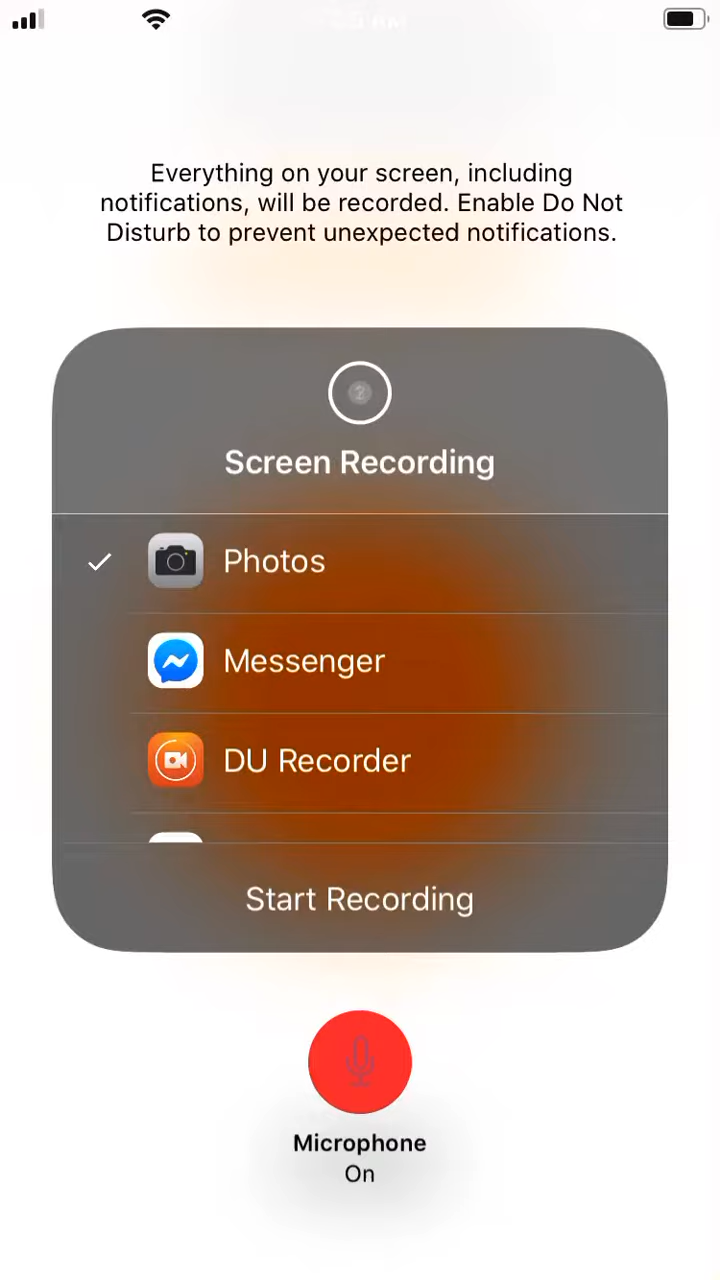 Everything on your screen, including
notifications, will be recorded. Enable Do Not
Disturb to prevent unexpected notifications.
2
Screen Recording
Photos
Messenger
DU Recorder
Start Recording
Microphone
On